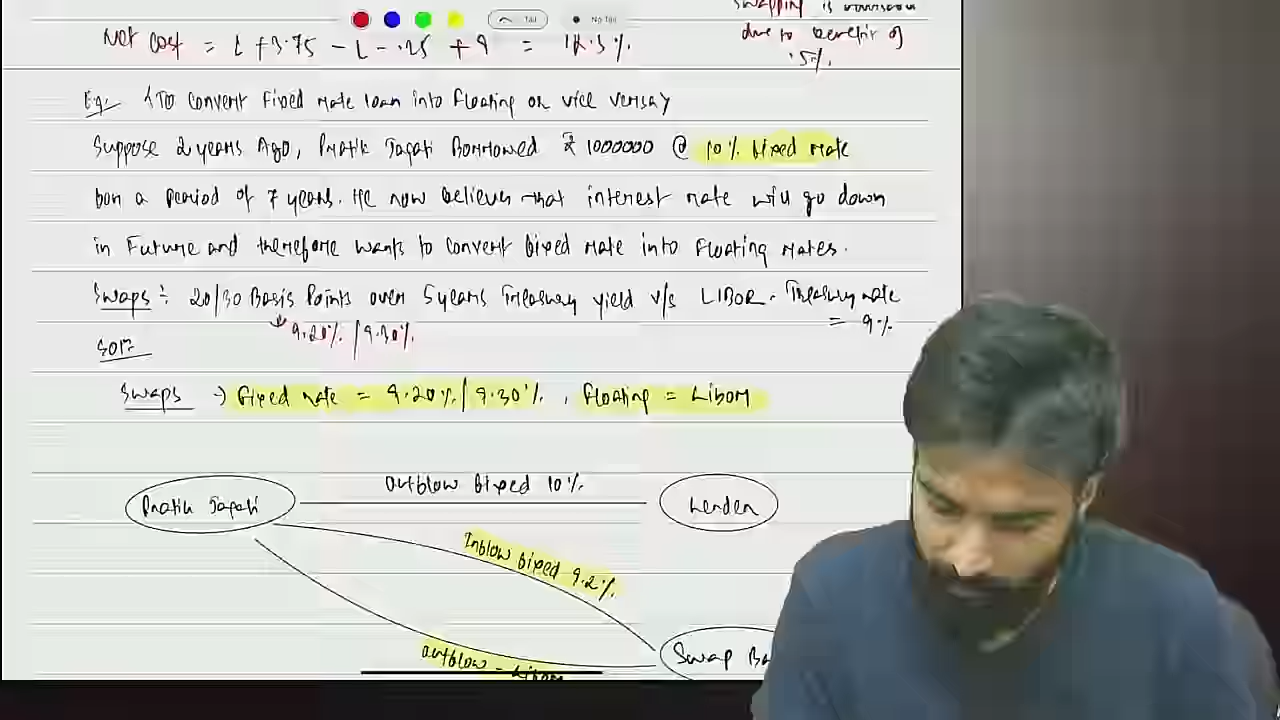 Net Cost = L + 3.75 - L - .25 + 9 = 12.5%
Swapping is
due to benefit of
.5%.
Eg: (To Convert Fixed Rate loan into Floating or vice versa)
Suppose 2 years Ago, Pratik Jagati Borrowed ₹ 1000000 @ 10% fixed rate
for a period of 7 years. He now believes that interest rate will go down
in Future and therefore wants to convert fixed rate into Floating rates.
Swaps : 20/30 Basis Points over 5 years Treasury yield v/s LIBOR. Treasury rate
= 9%
9.20% / 9.30%
Soln
Swaps → Fixed rate = 9.20% / 9.30%, Floating = Libor
Pratik Jagati
Outflow fixed 10%
Lender
Inflow fixed 9.2%
Outflow - Libor
Swap Ba